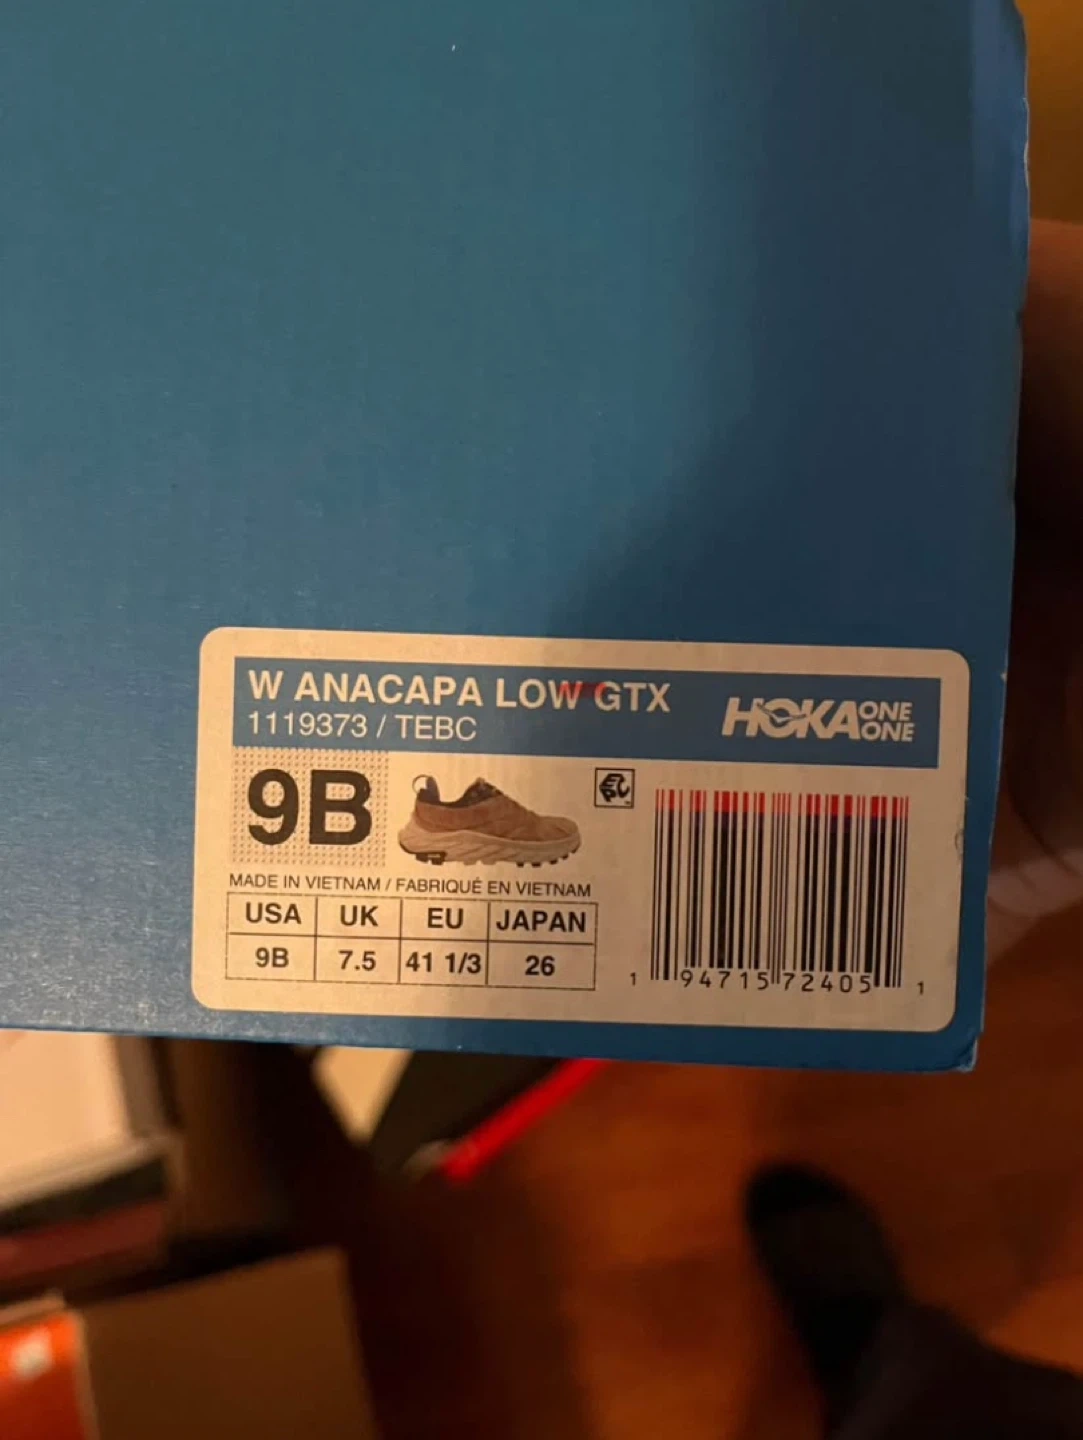 W ANACAPA LOW GTX
1119373 / TEBC
HOKA ONE ONE
9B
MADE IN VIETNAM / FABRIQUÉ EN VIETNAM
USA UK EU JAPAN
9B 7.5 41 1/3 26
1 94715 72405 1